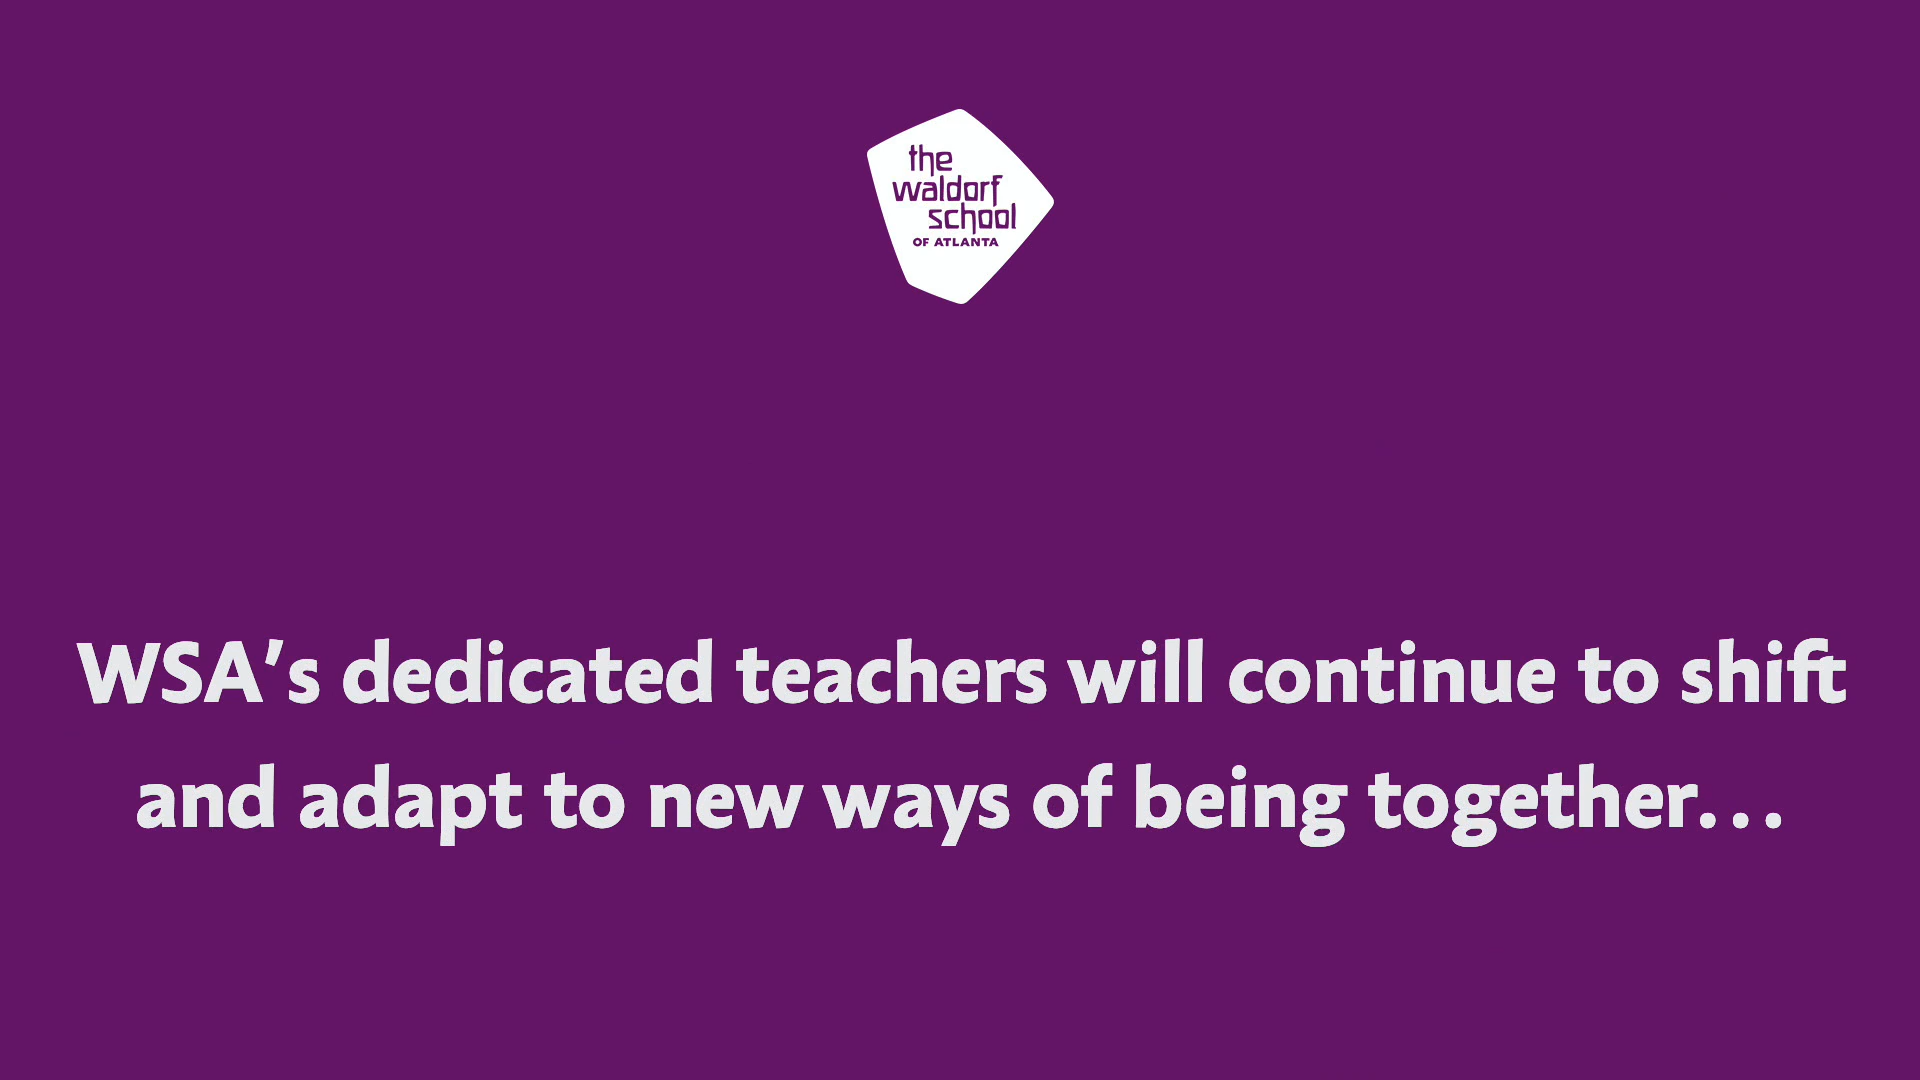 the
waldorf
school
OF ATLANTA
WSA’s dedicated teachers will continue to shift
and adapt to new ways of being together…